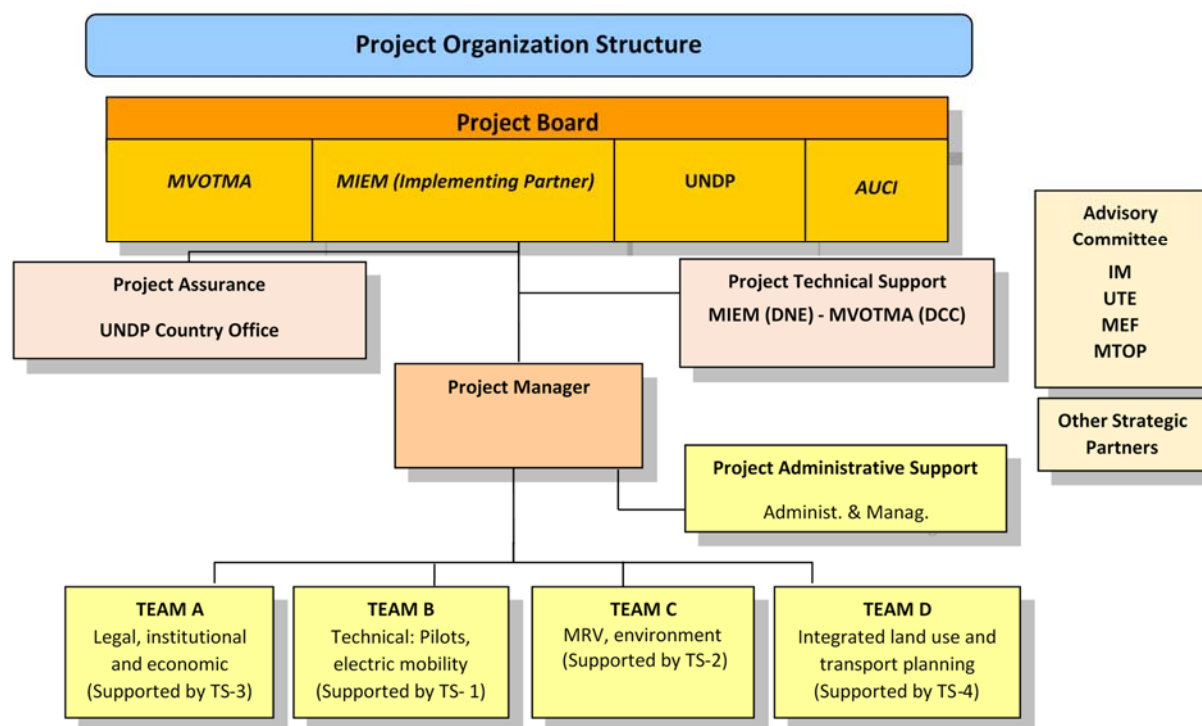 Project Organization Structure
Project Board
MVOTMA
MIEM (Implementing Partner)
UNDP
AUCI
Project Assurance
UNDP Country Office
Project Technical Support
MIEM (DNE) - MVOTMA (DCC)
Advisory
Committee
IM
UTE
MEF
MTOP
Other Strategic
Partners
Project Manager
Project Administrative Support
Administ. & Manag.
TEAM A
Legal, institutional
and economic
(Supported by TS-3)
TEAM B
Technical: Pilots,
electric mobility
(Supported by TS- 1)
TEAM C
MRV, environment
(Supported by TS-2)
TEAM D
Integrated land use and
transport planning
(Supported by TS-4)